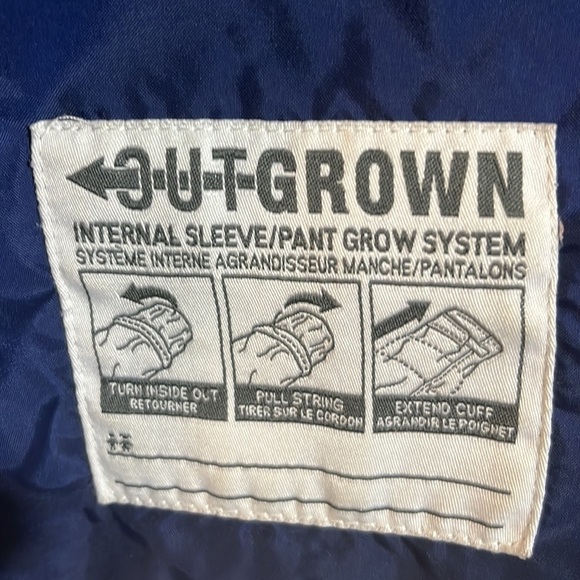 OUTGROWN
INTERNAL SLEEVE/PANT GROW SYSTEM
SYSTEME INTERNE AGRANDISSEUR MANCHE/PANTALONS
TURN INSIDE OUT
RETOURNER
PULL STRING
TIRER SUR LE CORDON
EXTEND CUFF
AGRANDIR LE POIGNET